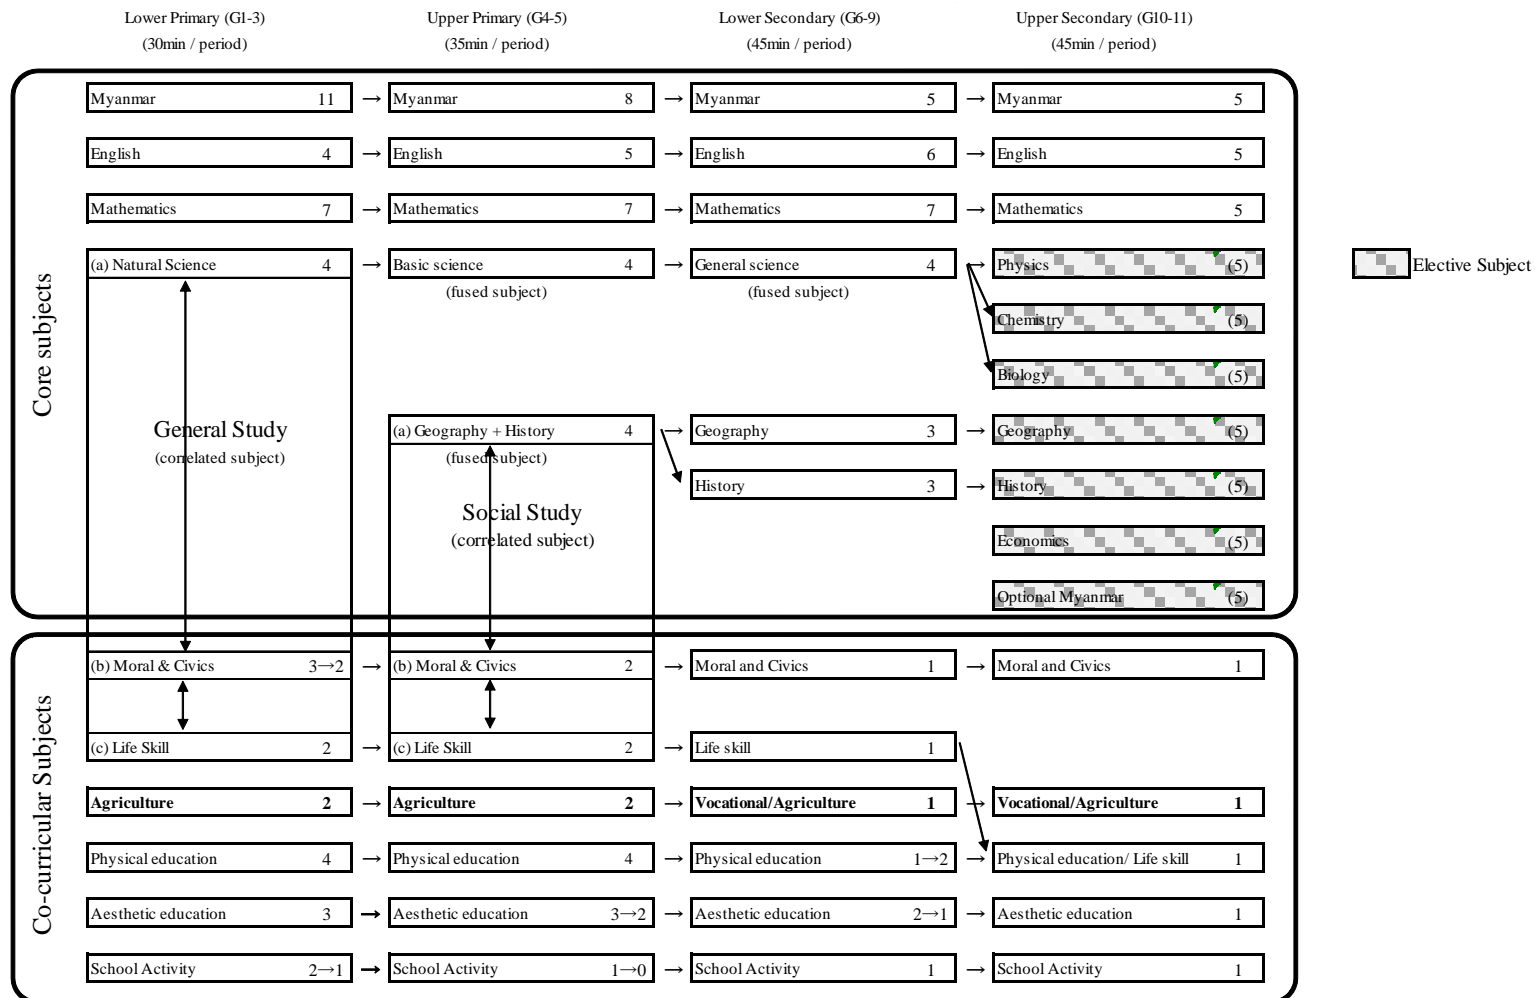 Lower Primary (G1-3) Upper Primary (G4-5) Lower Secondary (G6-9) Upper Secondary (G10-11)
(30min / period) (35min / period) (45min / period) (45min / period)
Core subjects
Myanmar 11 → Myanmar 8 → Myanmar 5 → Myanmar 5
English 4 → English 5 → English 6 → English 5
Mathematics 7 → Mathematics 7 → Mathematics 7 → Mathematics 5
(a) Natural Science 4 → Basic science 4 → General science 4 → Physics (5)
Elective Subject
(fused subject) (fused subject)
Chemistry (5)
Biology (5)
General Study
(correlated subject)
(a) Geography + History 4 → Geography 3 → Geography (5)
(fused subject)
History 3 → History (5)
Social Study
(correlated subject)
Economics (5)
Optional Myanmar (5)
Co-curricular Subjects
(b) Moral & Civics 3→2 → (b) Moral & Civics 2 → Moral and Civics 1 → Moral and Civics 1
(c) Life Skill 2 → (c) Life Skill 2 → Life skill 1
Agriculture 2 → Agriculture 2 → Vocational/Agriculture 1 → Vocational/Agriculture 1
Physical education 4 → Physical education 4 → Physical education 1→2 → Physical education/ Life skill 1
Aesthetic education 3 → Aesthetic education 3→2 → Aesthetic education 2→1 → Aesthetic education 1
School Activity 2→1 → School Activity 1→0 → School Activity 1 → School Activity 1